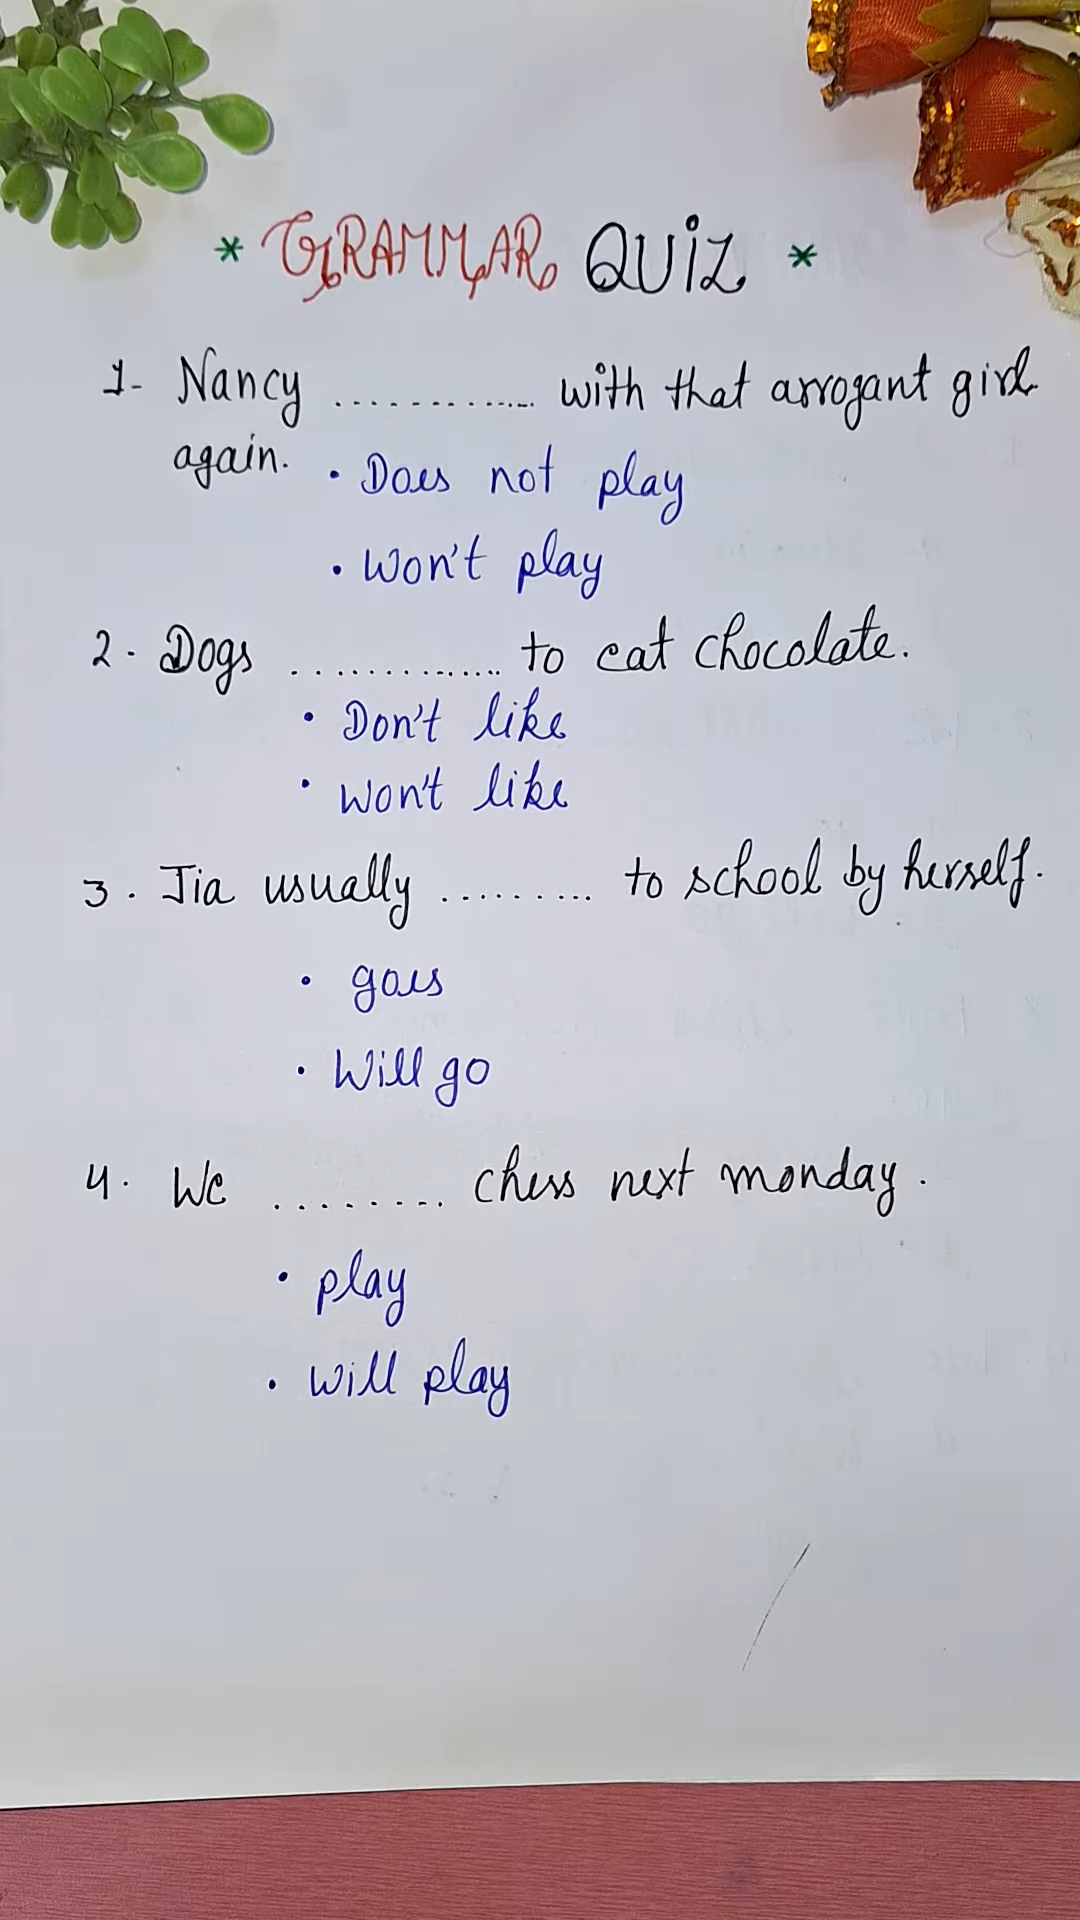 * GRAMMAR QUIZ *
1- Nancy ............. with that arrogant girl
again.
• Does not play
• Won't play
2. Dogs ............. to eat chocolate.
• Don't like
• Won't like
3. Jia usually ......... to school by herself.
• goes
• Will go
4. We ........ chess next monday.
• play
• will play